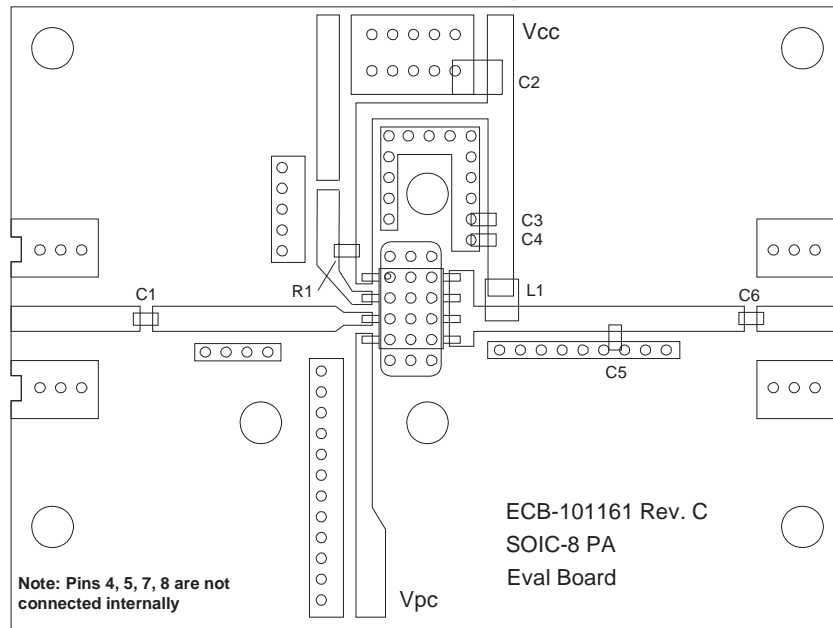 Vcc
C2
C3
C4
R1
L1
C1
C6
C5
ECB-101161 Rev. C
SOIC-8 PA
Eval Board
Note: Pins 4, 5, 7, 8 are not
connected internally
Vpc